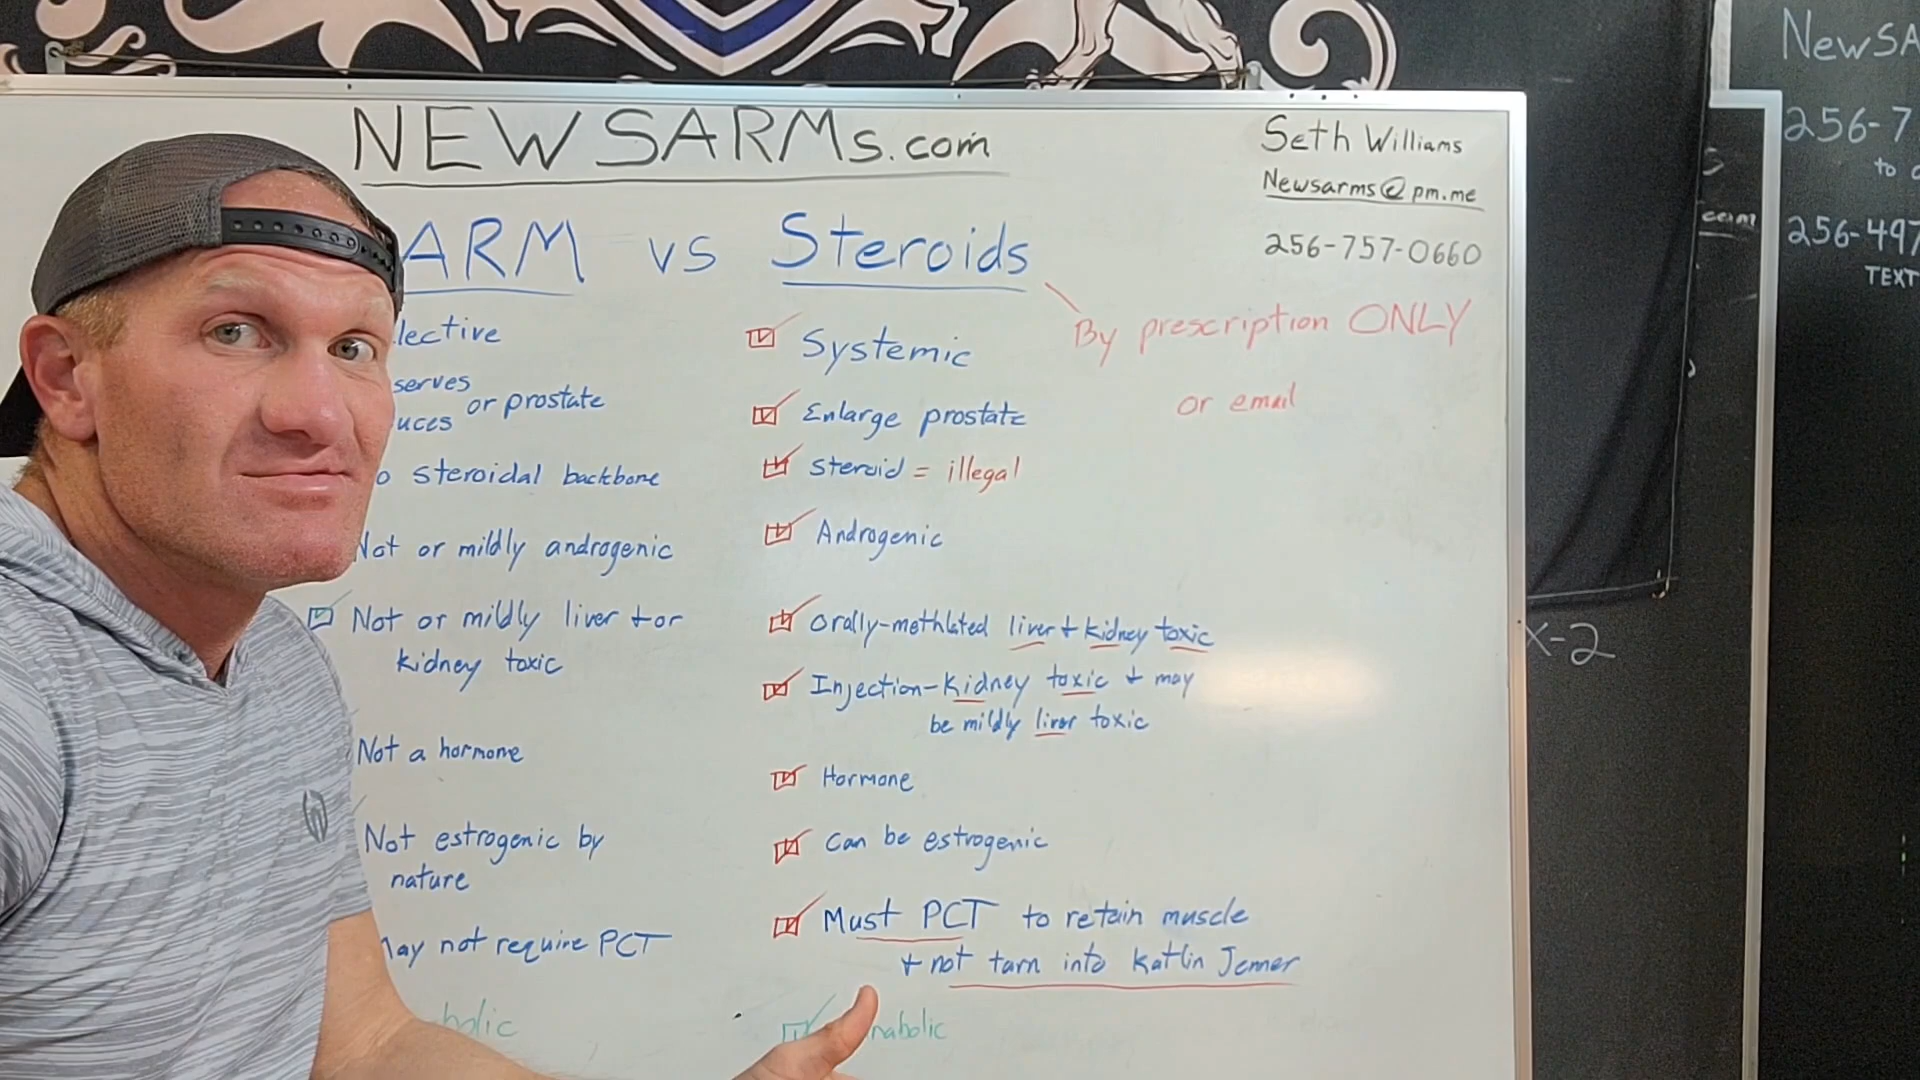 NEWSARMs.com
Seth Williams
Newsarms@pm.me
256-757-0660
ARM vs Steroids
By prescription ONLY
or email
lective
serves
uces or prostate
o steroidal backbone
Not or mildly androgenic
Not or mildly liver +or
kidney toxic
Not a hormone
Not estrogenic by
nature
May not require PCT
bolic
Systemic
Enlarge prostate
Steroid = illegal
Androgenic
Orally-methlated liver + kidney toxic
Injection-kidney toxic + may
be mildly liver toxic
Hormone
Can be estrogenic
Must PCT to retain muscle
+ not turn into Katlin Jenner
nabolic
X-2
NewSA
256-7
to c
256-497
TEXT